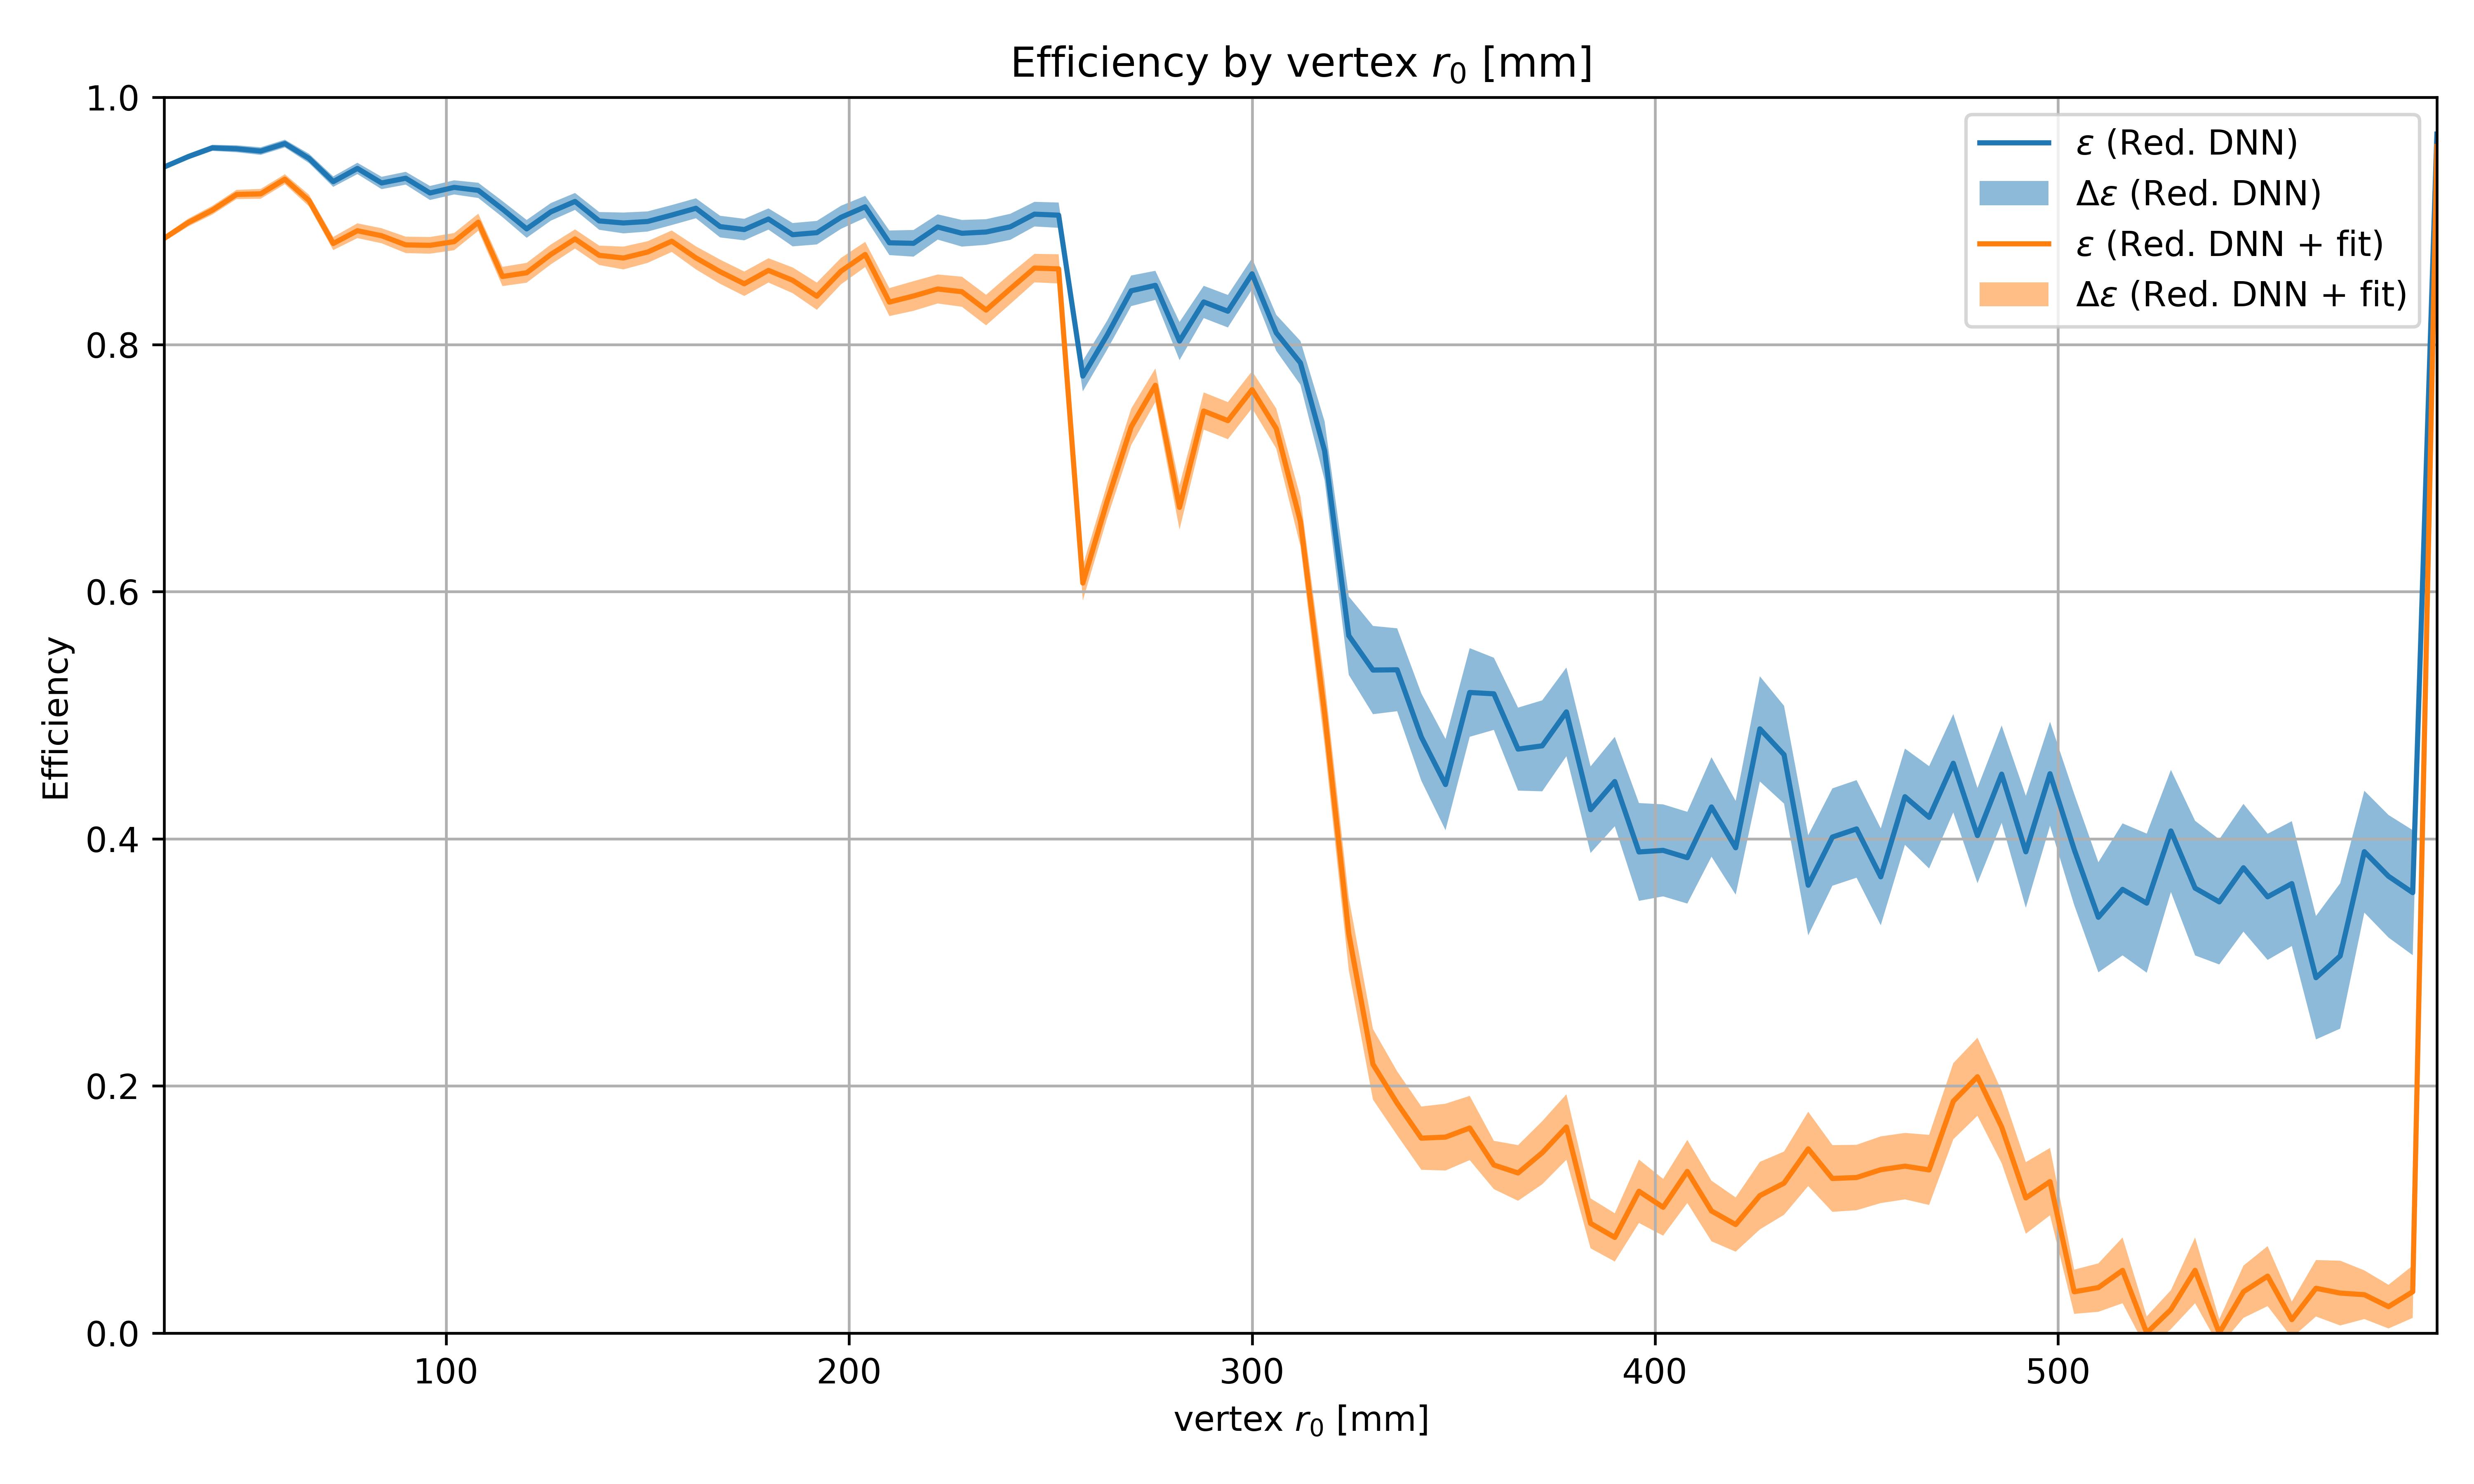 Efficiency by vertex r₀ [mm]
1.0
0.8
0.6
0.4
0.2
0.0
Efficiency
100
200
300
400
500
vertex r₀ [mm]
ε (Red. DNN)
Δε (Red. DNN)
ε (Red. DNN + fit)
Δε (Red. DNN + fit)